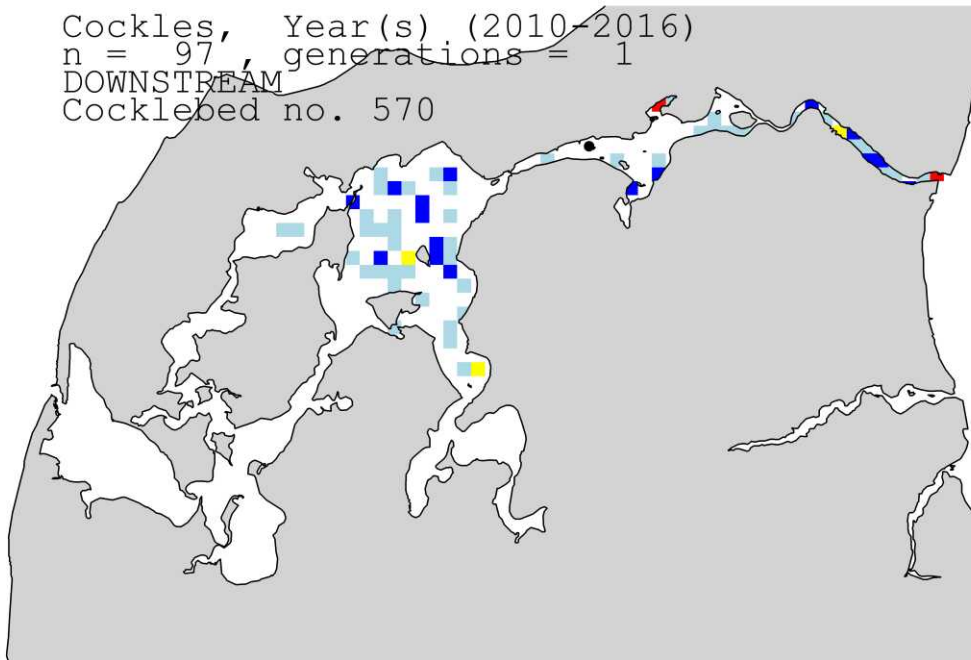 Cockles, Year(s) (2010-2016)
n = 97, generations = 1
DOWNSTREAM
Cocklebed no. 570